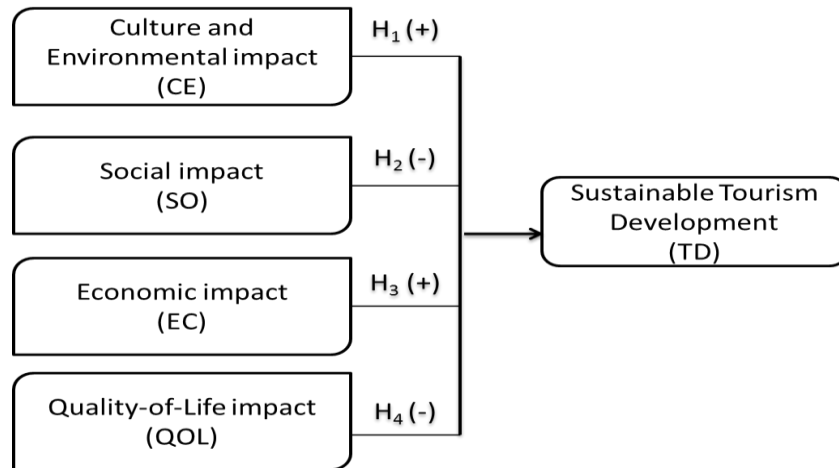 Culture and
Environmental impact
(CE)
H₁ (+)
Social impact
(SO)
H₂ (-)
Economic impact
(EC)
H₃ (+)
Quality-of-Life impact
(QOL)
H₄ (-)
Sustainable Tourism
Development
(TD)